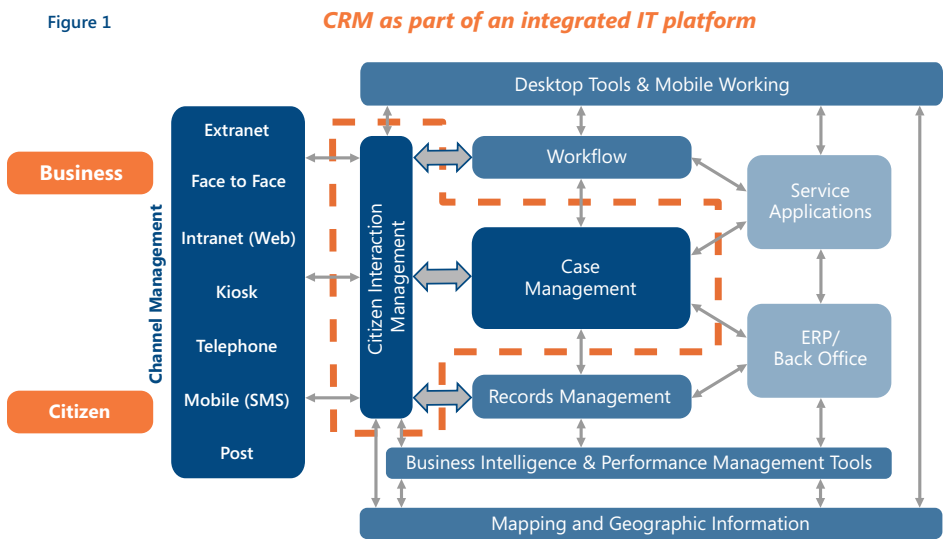 Figure 1
CRM as part of an integrated IT platform
Desktop Tools & Mobile Working
Business
Citizen
Channel Management
Extranet
Face to Face
Intranet (Web)
Kiosk
Telephone
Mobile (SMS)
Post
Citizen Interaction
Management
Workflow
Case
Management
Records Management
Service
Applications
ERP/
Back Office
Business Intelligence & Performance Management Tools
Mapping and Geographic Information